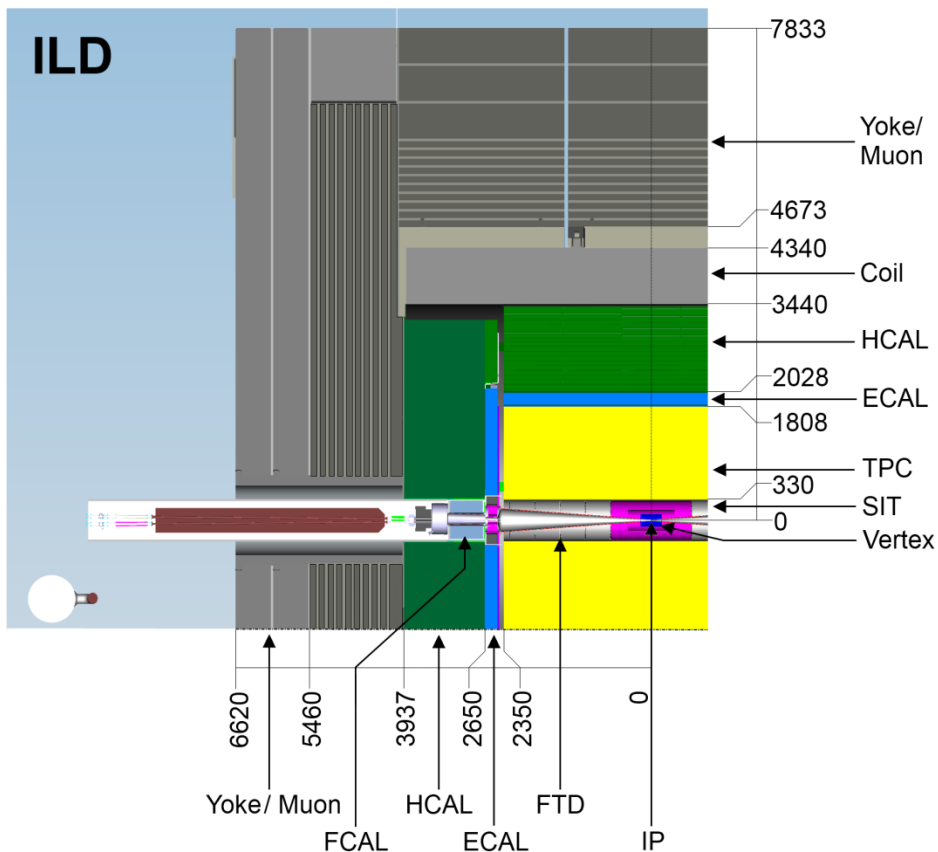 ILD
7833
Yoke/
Muon
4673
4340
Coil
3440
HCAL
2028
ECAL
1808
TPC
330
SIT
0
Vertex
6620
5460
3937
2650
2350
0
Yoke/ Muon
HCAL
FTD
FCAL
ECAL
IP